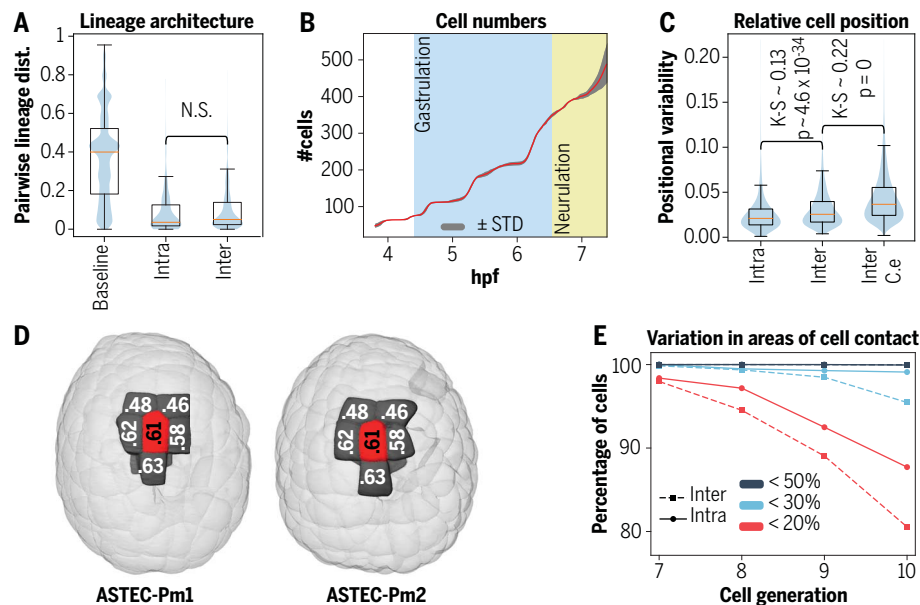 A Lineage architecture
Pairwise lineage dist.
1
0.8
0.6
0.4
0.2
0
N.S.
Baseline
Intra
Inter
B Cell numbers
#cells
500
400
300
200
100
Gastrulation
Neurulation
± STD
4 5 6 7
hpf
C Relative cell position
Positional variability
0.20
0.15
0.10
0.05
0.00
K-S ~ 0.13
p ~ 4.6 x 10-34
K-S ~ 0.22
p = 0
Intra
Inter
Inter
C.e
D
.48 .46
.62 .61 .58
.63
ASTEC-Pm1
.48 .46
.62 .61 .58
.63
ASTEC-Pm2
E Variation in areas of cell contact
Percentage of cells
100
90
80
Inter
Intra
< 50%
< 30%
< 20%
7 8 9 10
Cell generation